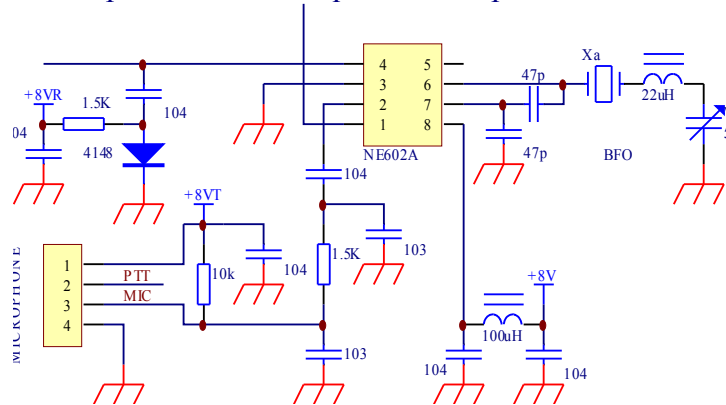 4 5
3 6
2 7
1 8
NE602A
+8VR
1.5K
104
04
4148
47p
47p
Xa
22uH
BFO
104
+8VT
10k
104
1.5K
103
103
MICROPHONE
1
2
3
4
PTT
MIC
+8V
100uH
104
104